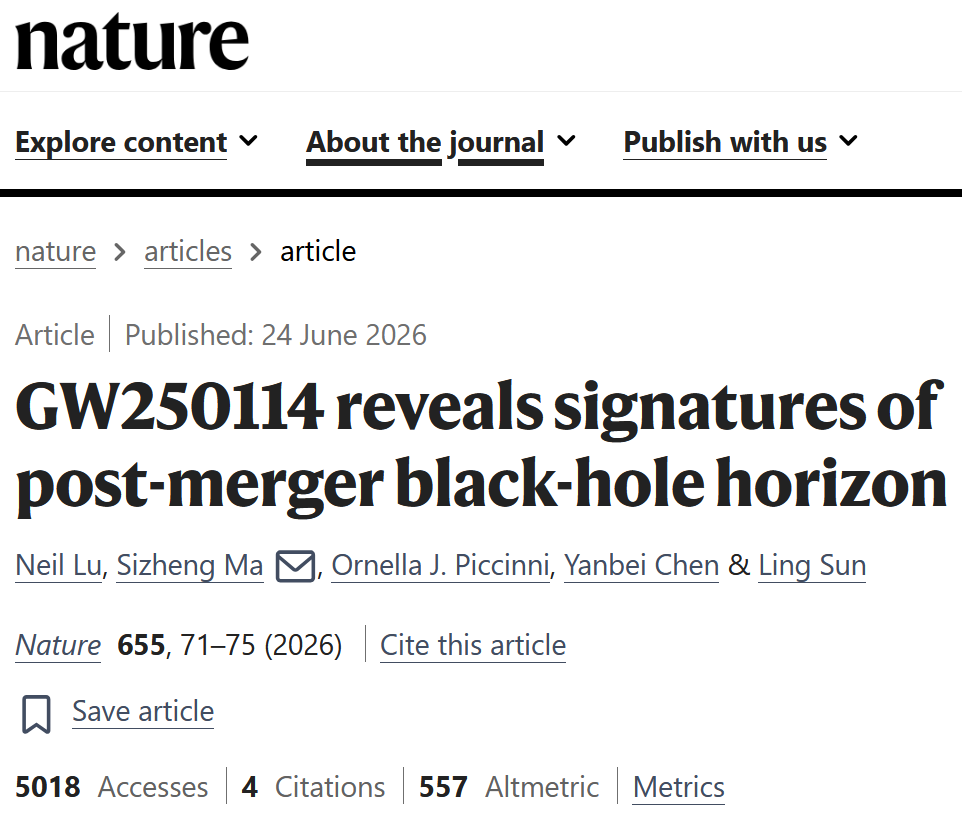 nature
Explore content About the journal Publish with us
nature > articles > article
Article | Published: 24 June 2026
GW250114 reveals signatures of
post-merger black-hole horizon
Neil Lu, Sizheng Ma , Ornella J. Piccinni, Yanbei Chen & Ling Sun
Nature 655, 71–75 (2026) | Cite this article
Save article
5018 Accesses | 4 Citations | 557 Altmetric | Metrics